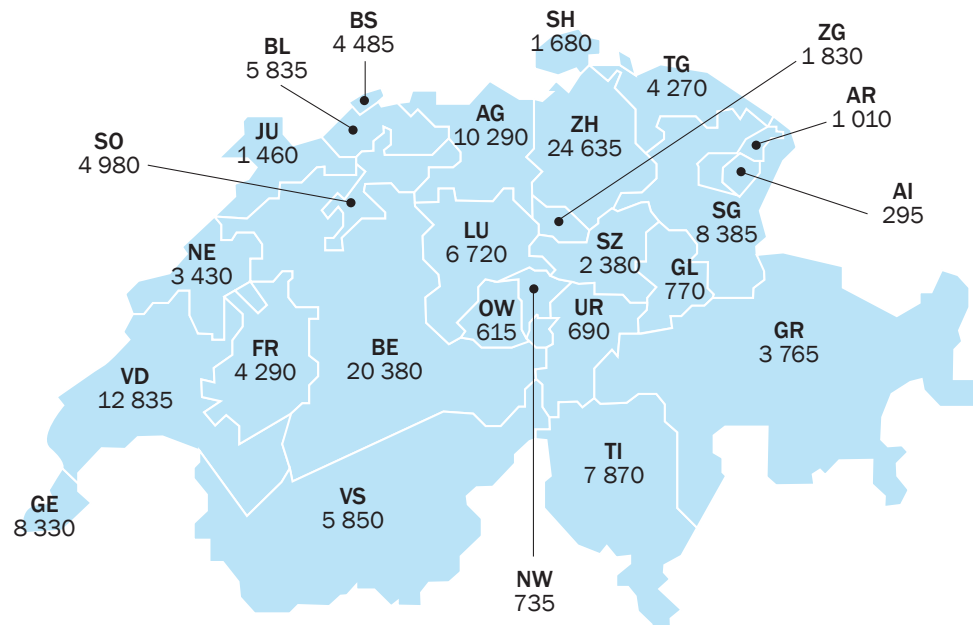 BS
4 485
SH
1 680
ZG
1 830
BL
5 835
TG
4 270
AR
1 010
AG
10 290
ZH
24 635
JU
1 460
SO
4 980
AI
295
SG
8 385
LU
6 720
SZ
2 380
NE
3 430
GL
770
OW
615
UR
690
GR
3 765
FR
4 290
BE
20 380
VD
12 835
TI
7 870
VS
5 850
GE
8 330
NW
735